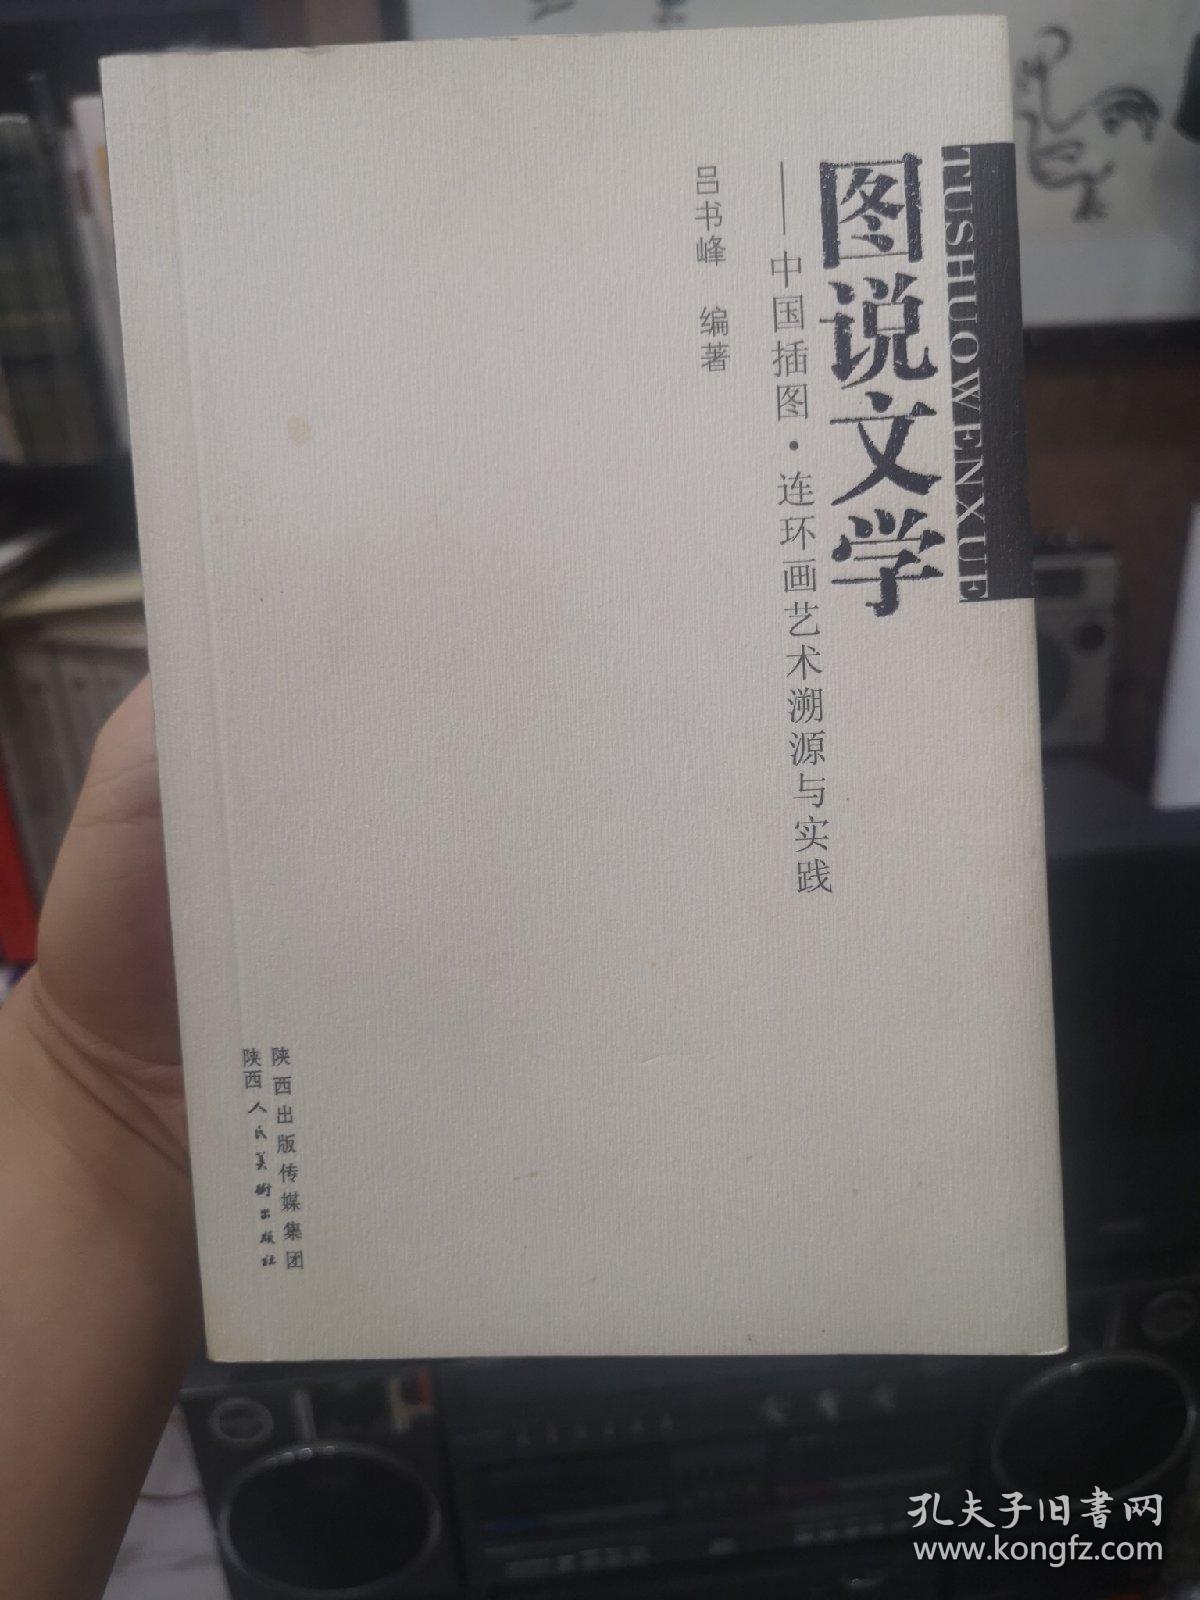 TUSHUOWENXUE
图说文学
——中国插图·连环画艺术溯源与实践
吕书峰 编著
陕西出版传媒集团
陕西人民美術出版社
孔夫子旧書网
www.kongfz.com